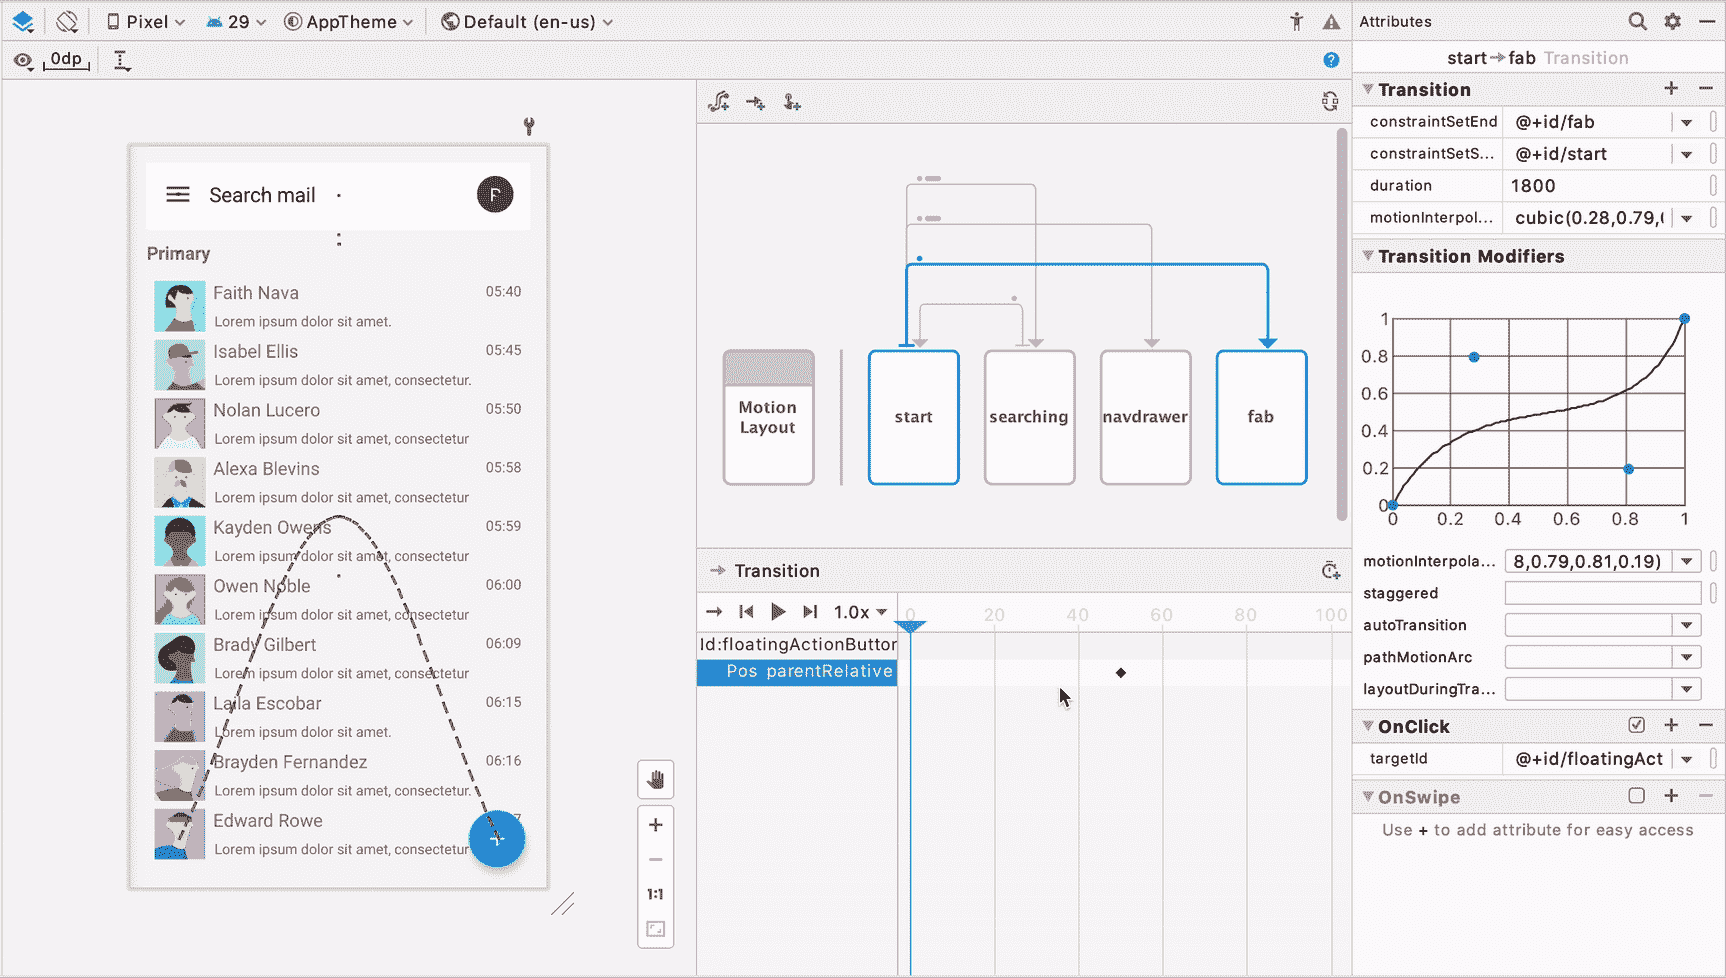 Pixel 29 AppTheme Default (en-us)
0dp
Search mail
Primary
Faith Nava 05:40
Lorem ipsum dolor sit amet.
Isabel Ellis 05:45
Lorem ipsum dolor sit amet, consectetur.
Nolan Lucero 05:50
Lorem ipsum dolor sit amet, consectetur
Alexa Blevins 05:58
Lorem ipsum dolor sit amet, consectetur
Kayden Owens 05:59
Lorem ipsum dolor sit amet, consectetur
Owen Noble 06:00
Lorem ipsum dolor sit amet, consectetur
Brady Gilbert 06:09
Lorem ipsum dolor sit amet, consectetur
Laila Escobar 06:15
Lorem ipsum dolor sit amet.
Brayden Fernandez 06:16
Lorem ipsum dolor sit amet, consectetur.
Edward Rowe 7
Lorem ipsum dolor sit amet, consectetur
1:1
Motion
Layout
start
searching
navdrawer
fab
Transition
1.0x
0 20 40 60 80 100
Id:floatingActionButtor
Pos parentRelative
Attributes
start fab Transition
Transition
constraintSetEnd @+id/fab
constraintSetS... @+id/start
duration 1800
motionInterpol... cubic(0.28,0.79,(
Transition Modifiers
1
0.8
0.6
0.4
0.2
0
0 0.2 0.4 0.6 0.8 1
motionInterpola... 8,0.79,0.81,0.19)
staggered
autoTransition
pathMotionArc
layoutDuringTra...
OnClick
targetId @+id/floatingAct
OnSwipe
Use + to add attribute for easy access